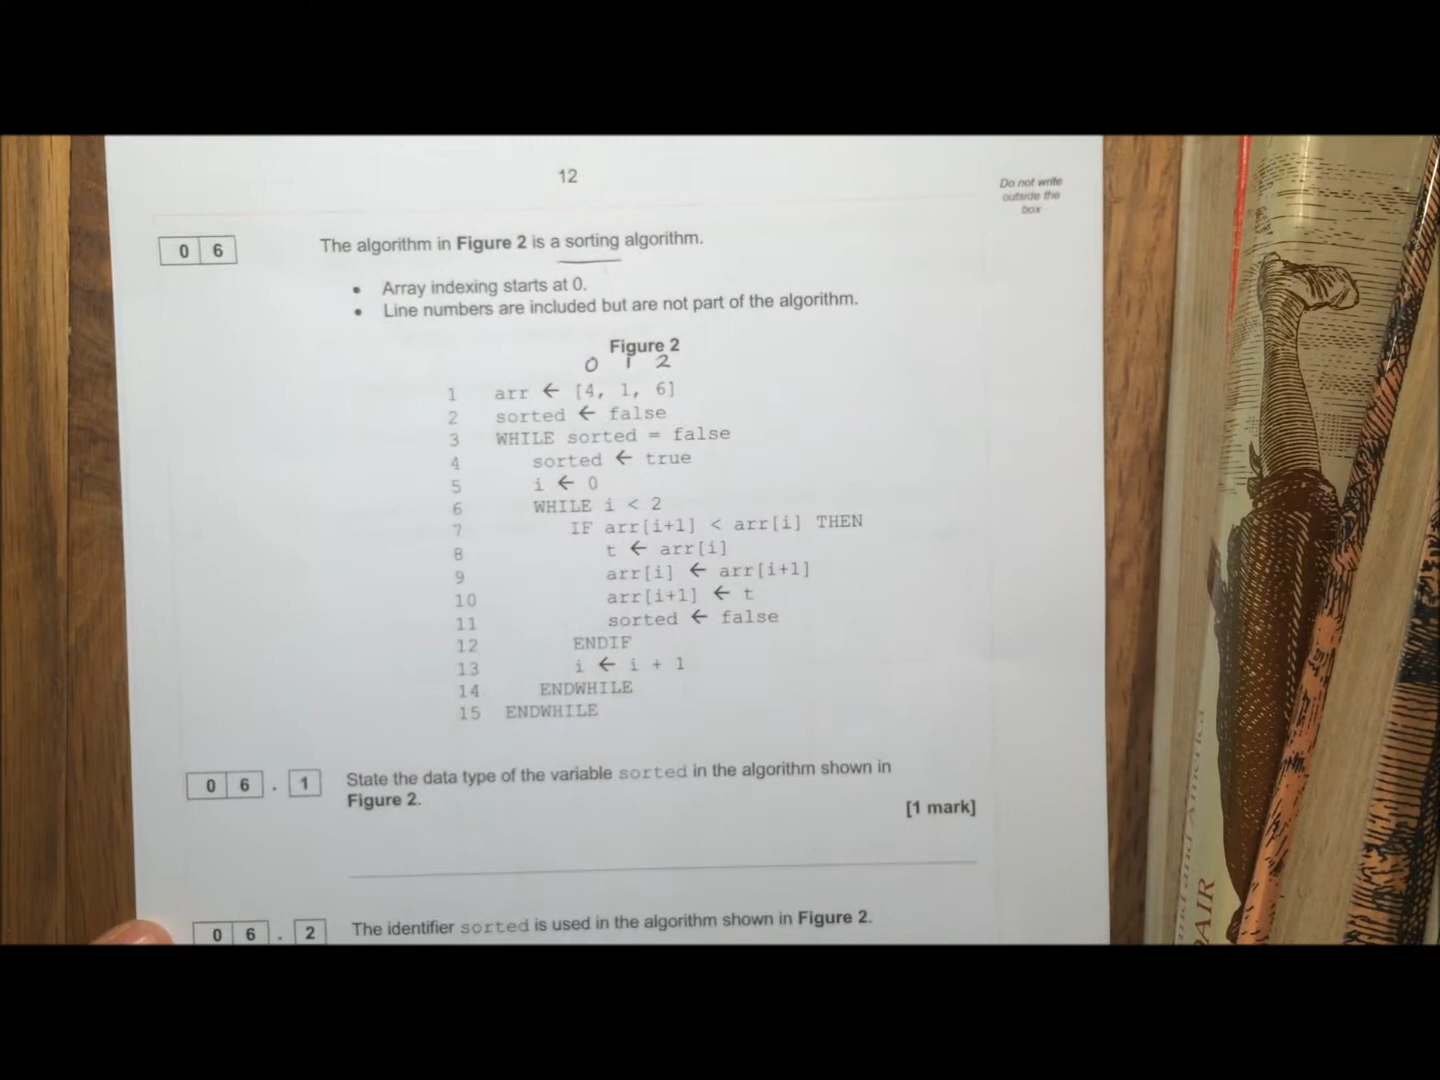 12
Do not write
outside the
box
0 6 The algorithm in Figure 2 is a sorting algorithm.
• Array indexing starts at 0.
• Line numbers are included but are not part of the algorithm.
Figure 2
0 1 2
1 arr ← [4, 1, 6]
2 sorted ← false
3 WHILE sorted = false
4 sorted ← true
5 i ← 0
6 WHILE i < 2
7 IF arr[i+1] < arr[i] THEN
8 t ← arr[i]
9 arr[i] ← arr[i+1]
10 arr[i+1] ← t
11 sorted ← false
12 ENDIF
13 i ← i + 1
14 ENDWHILE
15 ENDWHILE
0 6 . 1 State the data type of the variable sorted in the algorithm shown in
Figure 2.
[1 mark]
0 6 . 2 The identifier sorted is used in the algorithm shown in Figure 2.